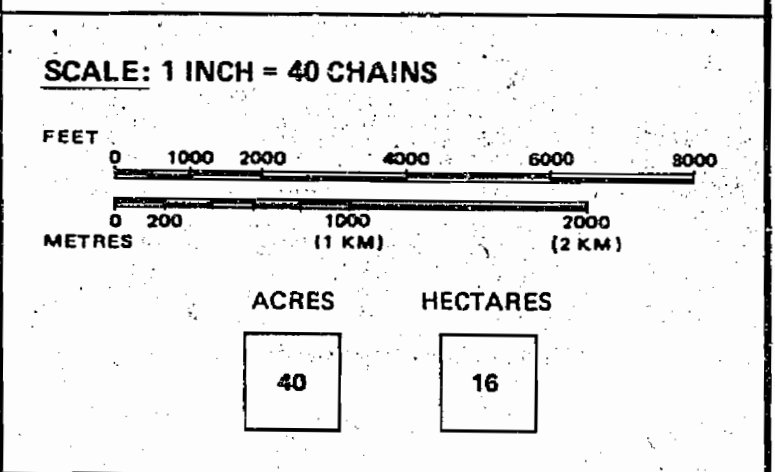 SCALE: 1 INCH = 40 CHAINS
FEET
0 1000 2000 4000 6000 8000
0 200 1000 2000
METRES (1 KM) (2 KM)
ACRES HECTARES
40 16